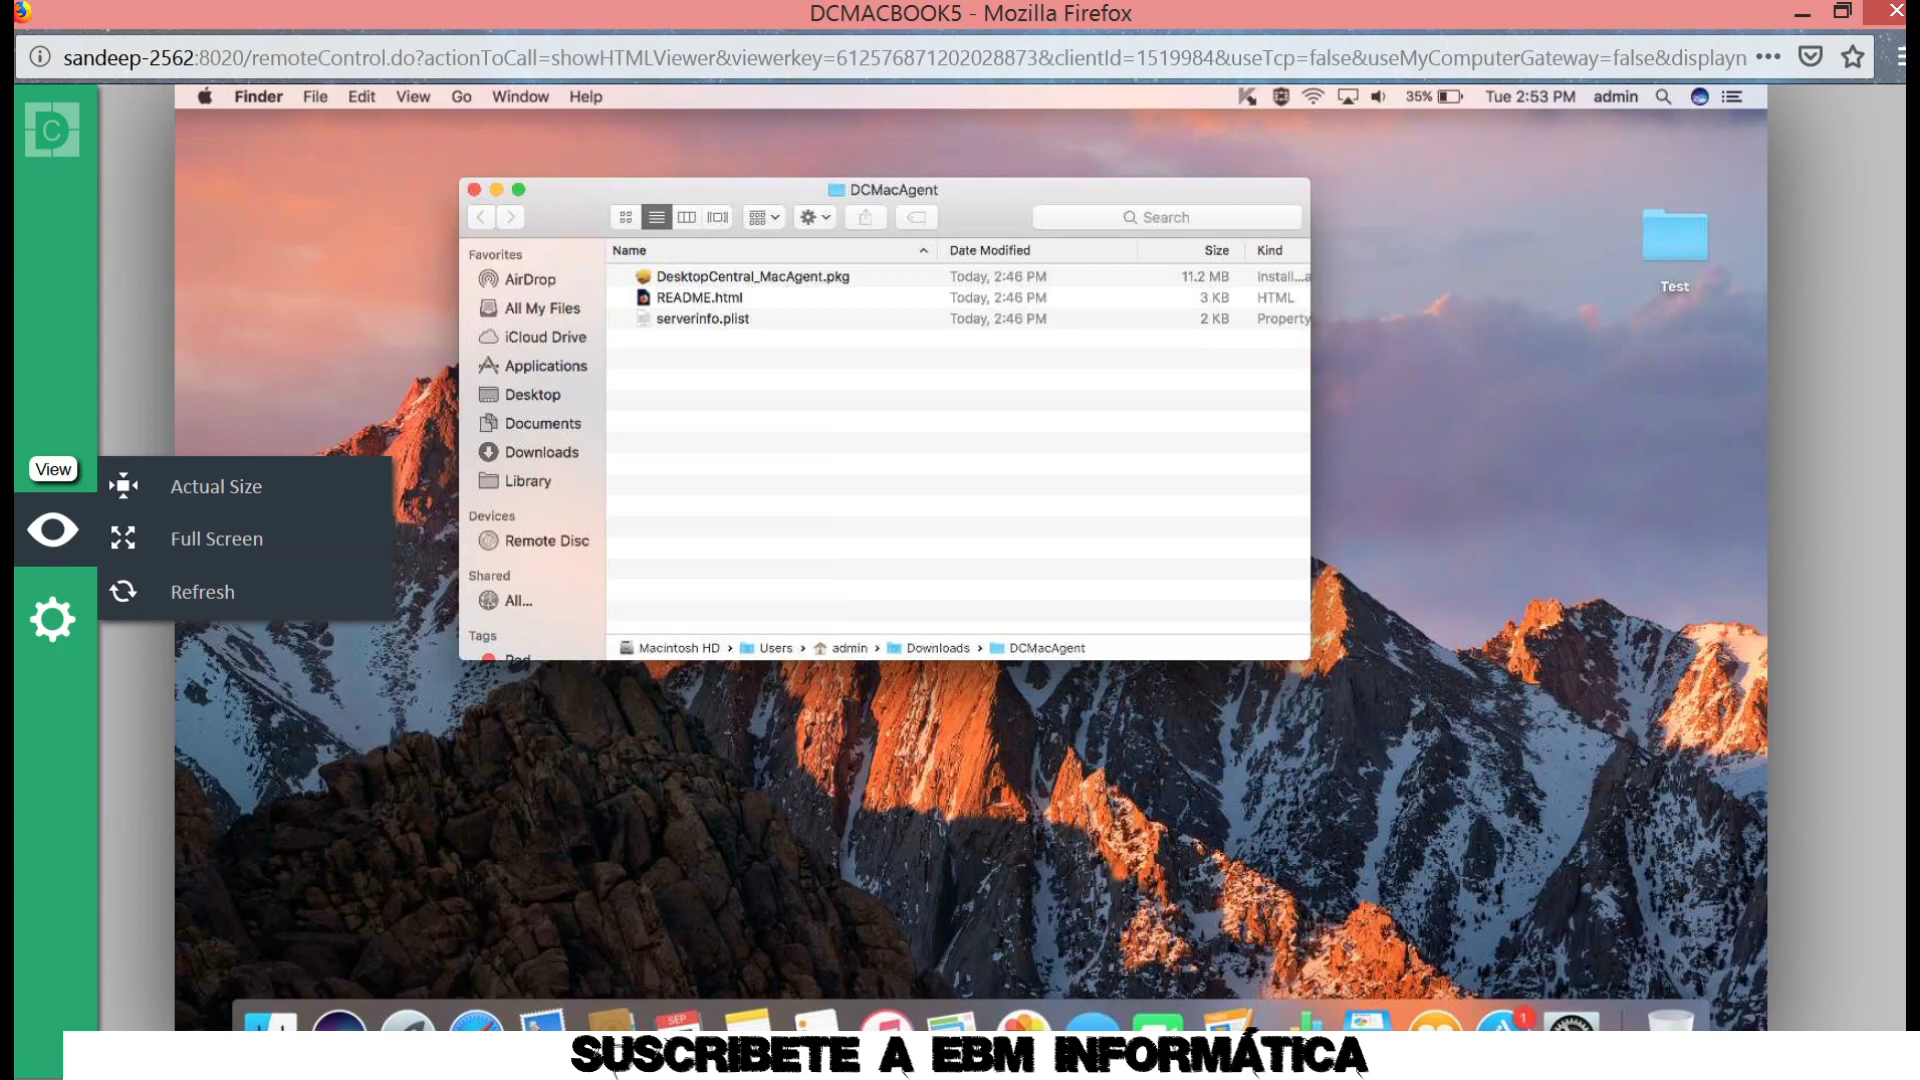 DCMACBOOK5 - Mozilla Firefox
sandeep-2562:8020/remoteControl.do?actionToCall=showHTMLViewer&viewerkey=612576871202028873&clientId=1519984&useTcp=false&useMyComputerGateway=false&displayn
Finder File Edit View Go Window Help 35% Tue 2:53 PM admin
D C
DCMacAgent
Search
Favorites
AirDrop
All My Files
iCloud Drive
Applications
Desktop
Documents
Downloads
Library
Devices
Remote Disc
Shared
All...
Tags
Name Date Modified Size Kind
DesktopCentral_MacAgent.pkg Today, 2:46 PM 11.2 MB Install...a
README.html Today, 2:46 PM 3 KB HTML
serverinfo.plist Today, 2:46 PM 2 KB Property
Macintosh HD › Users › admin › Downloads › DCMacAgent
Test
View
Actual Size
Full Screen
Refresh
SEP
1
SUSCRIBETE A EBM INFORMÁTICA